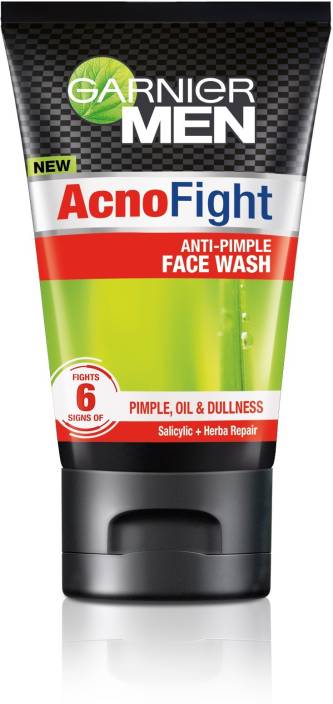 GARNIER
MEN
NEW
AcnoFight
ANTI-PIMPLE
FACE WASH
FIGHTS
6
SIGNS OF
PIMPLE, OIL & DULLNESS
Salicylic + Herba Repair